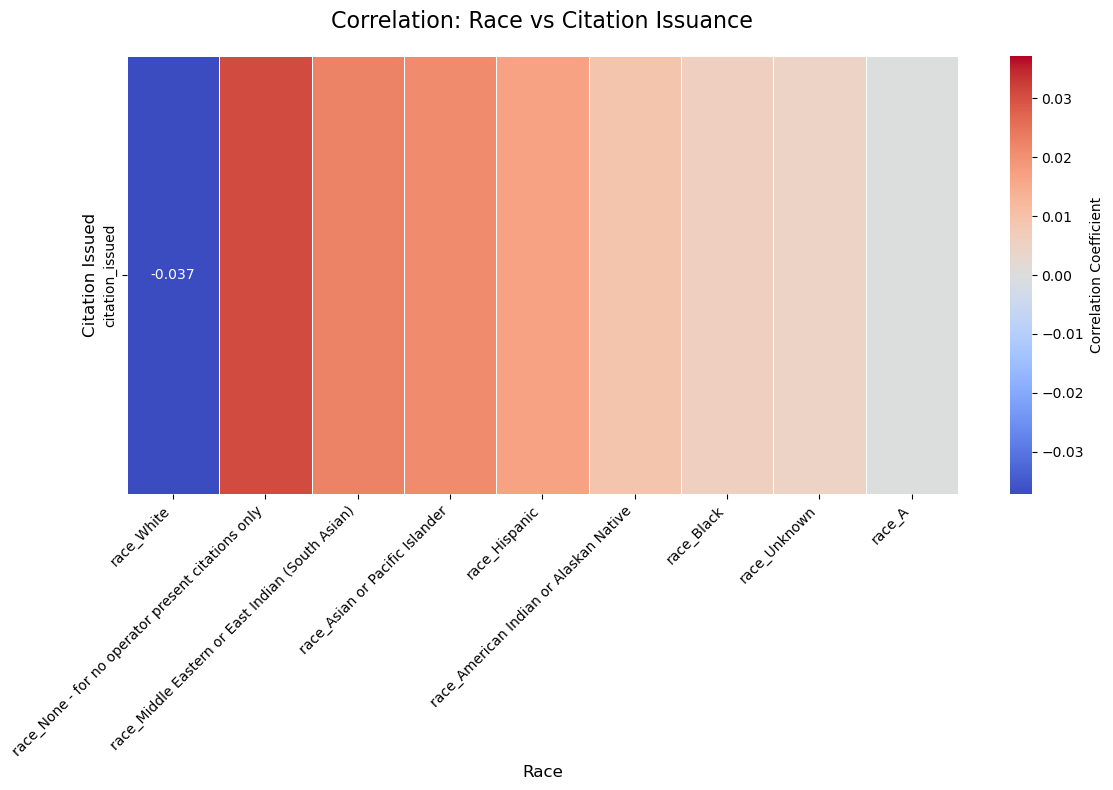 Correlation: Race vs Citation Issuance
Citation Issued
citation_issued
-0.037
race_White
race_None - for no operator present citations only
race_Middle Eastern or East Indian (South Asian)
race_Asian or Pacific Islander
race_Hispanic
race_American Indian or Alaskan Native
race_Black
race_Unknown
race_A
Race
0.03
0.02
0.01
0.00
−0.01
−0.02
−0.03
Correlation Coefficient